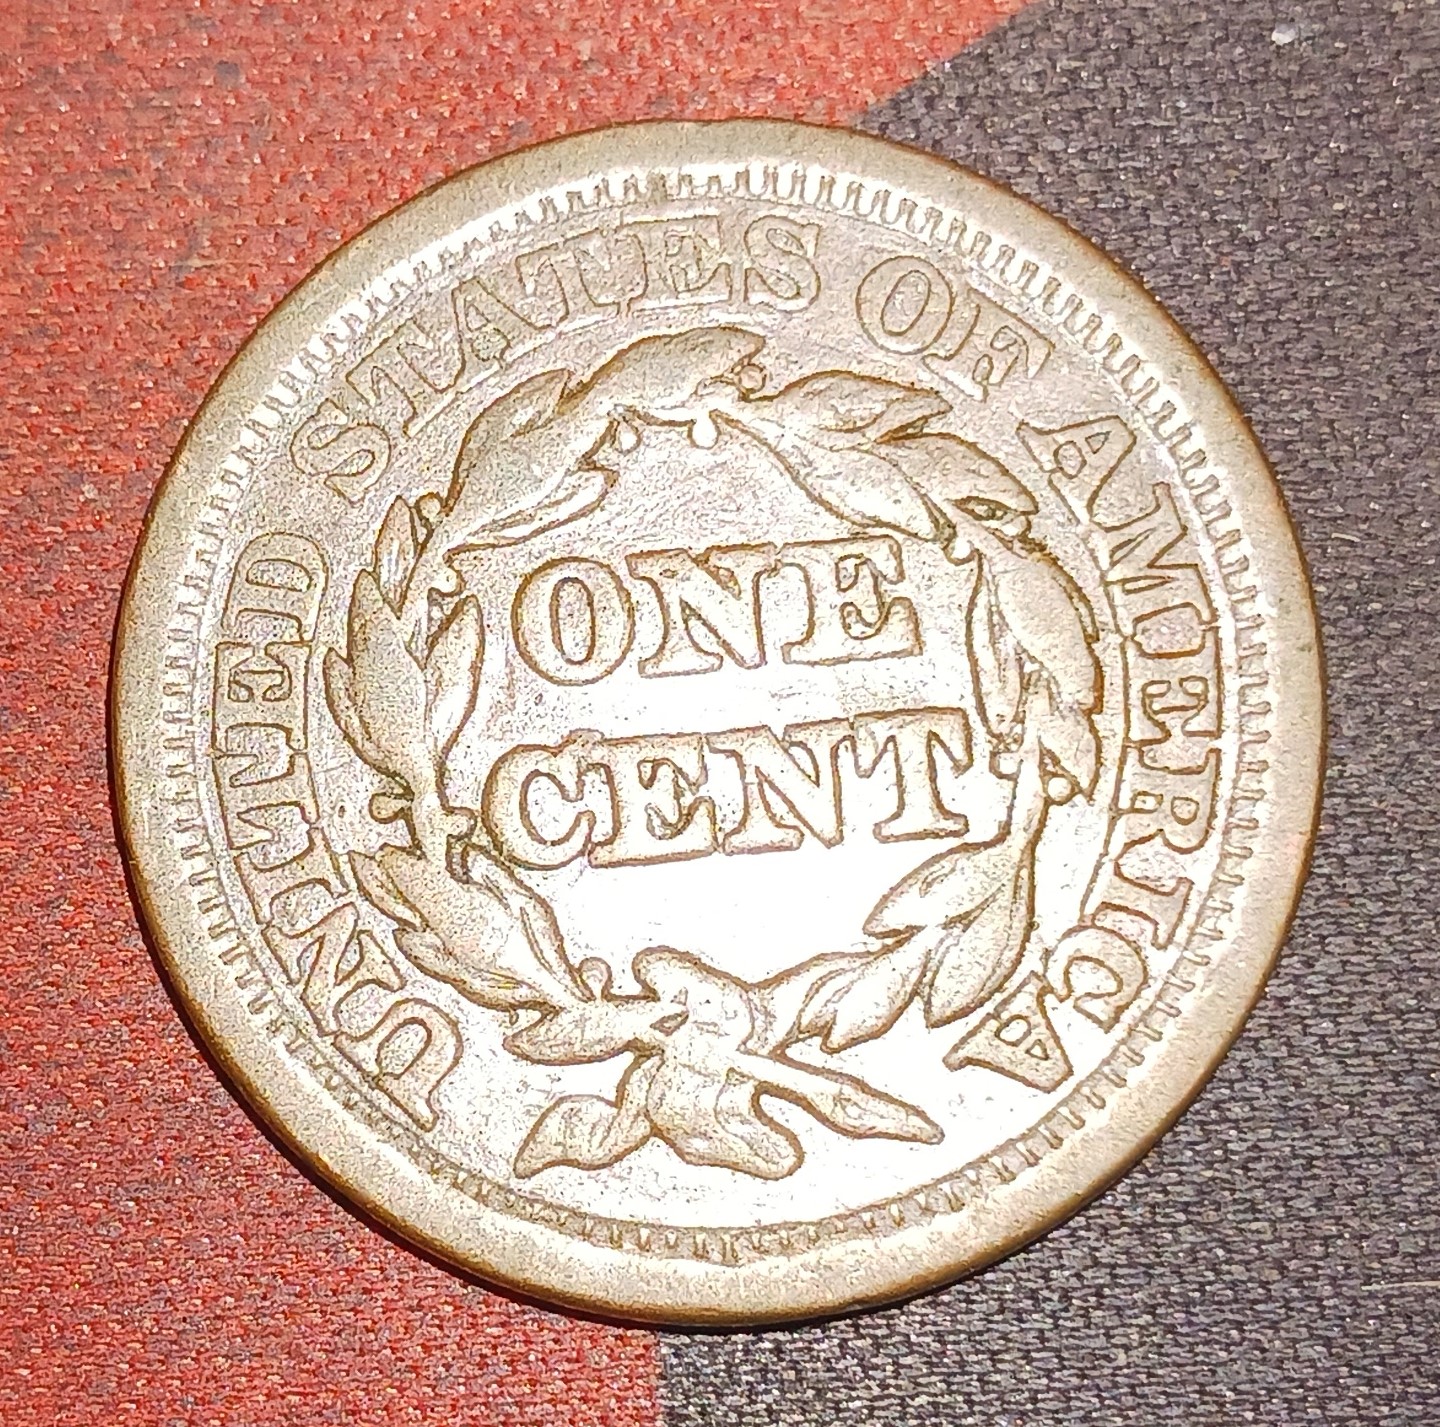 UNITED STATES OF AMERICA
ONE
CENT